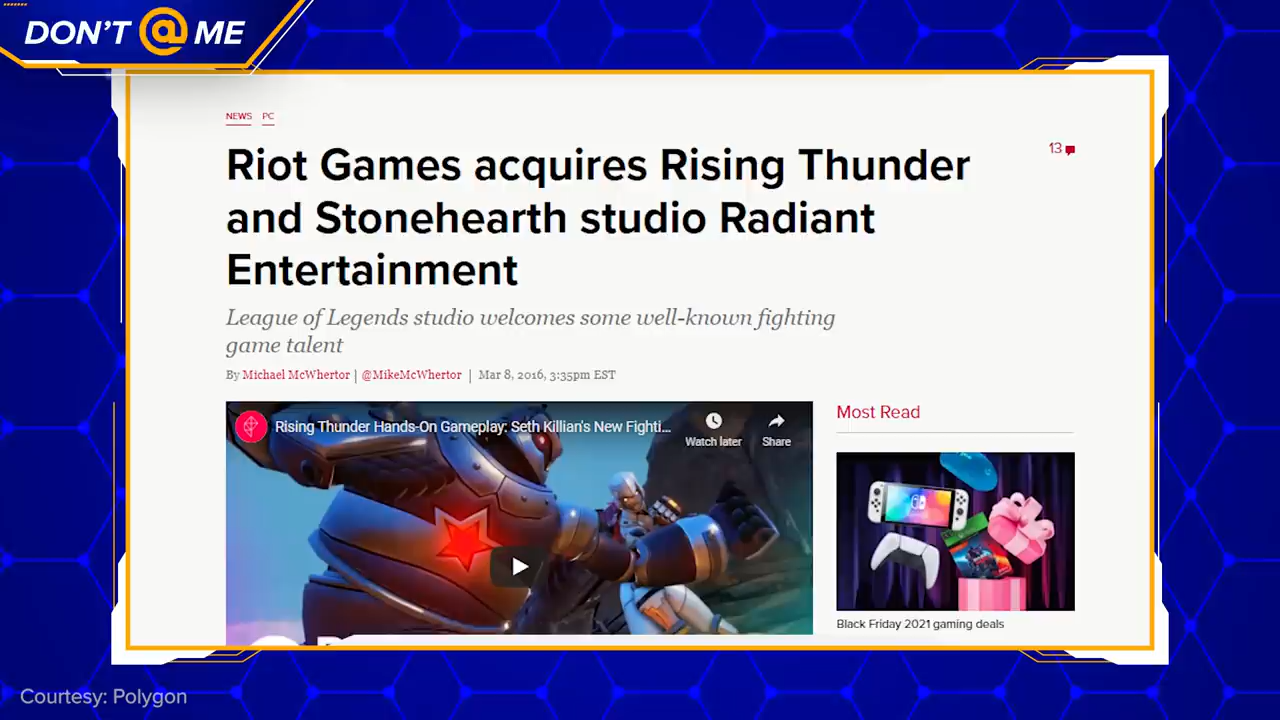 DON'T @ ME
NEWS PC
13
Riot Games acquires Rising Thunder
and Stonehearth studio Radiant
Entertainment
League of Legends studio welcomes some well-known fighting
game talent
By Michael McWhertor | @MikeMcWhertor | Mar 8, 2016, 3:35pm EST
Rising Thunder Hands-On Gameplay: Seth Killian's New Fighti...
Watch later
Share
Most Read
Black Friday 2021 gaming deals
Courtesy: Polygon